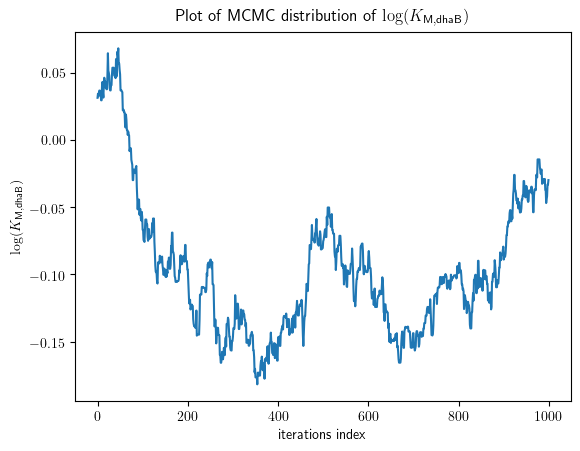 Plot of MCMC distribution of log(K_M,dhaB)
log(K_M,dhaB)
0.05
0.00
−0.05
−0.10
−0.15
0 200 400 600 800 1000
iterations index